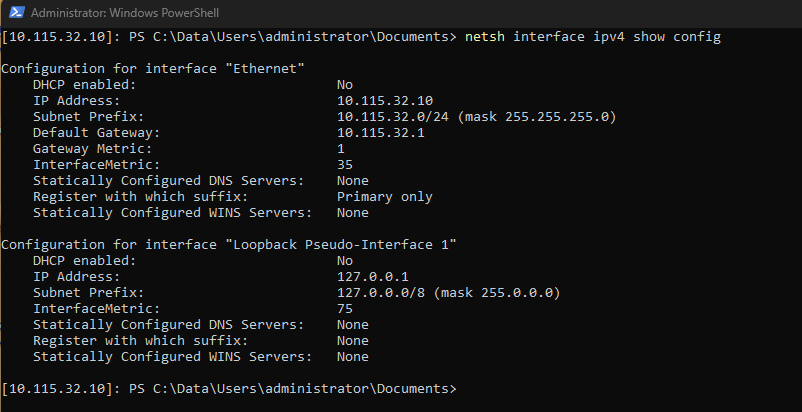 Administrator: Windows PowerShell
[10.115.32.10]: PS C:\Data\Users\administrator\Documents> netsh interface ipv4 show config
Configuration for interface "Ethernet"
    DHCP enabled:                         No
    IP Address:                           10.115.32.10
    Subnet Prefix:                        10.115.32.0/24 (mask 255.255.255.0)
    Default Gateway:                      10.115.32.1
    Gateway Metric:                       1
    InterfaceMetric:                      35
    Statically Configured DNS Servers:    None
    Register with which suffix:           Primary only
    Statically Configured WINS Servers:   None
Configuration for interface "Loopback Pseudo-Interface 1"
    DHCP enabled:                         No
    IP Address:                           127.0.0.1
    Subnet Prefix:                        127.0.0.0/8 (mask 255.0.0.0)
    InterfaceMetric:                      75
    Statically Configured DNS Servers:    None
    Register with which suffix:           None
    Statically Configured WINS Servers:   None
[10.115.32.10]: PS C:\Data\Users\administrator\Documents>